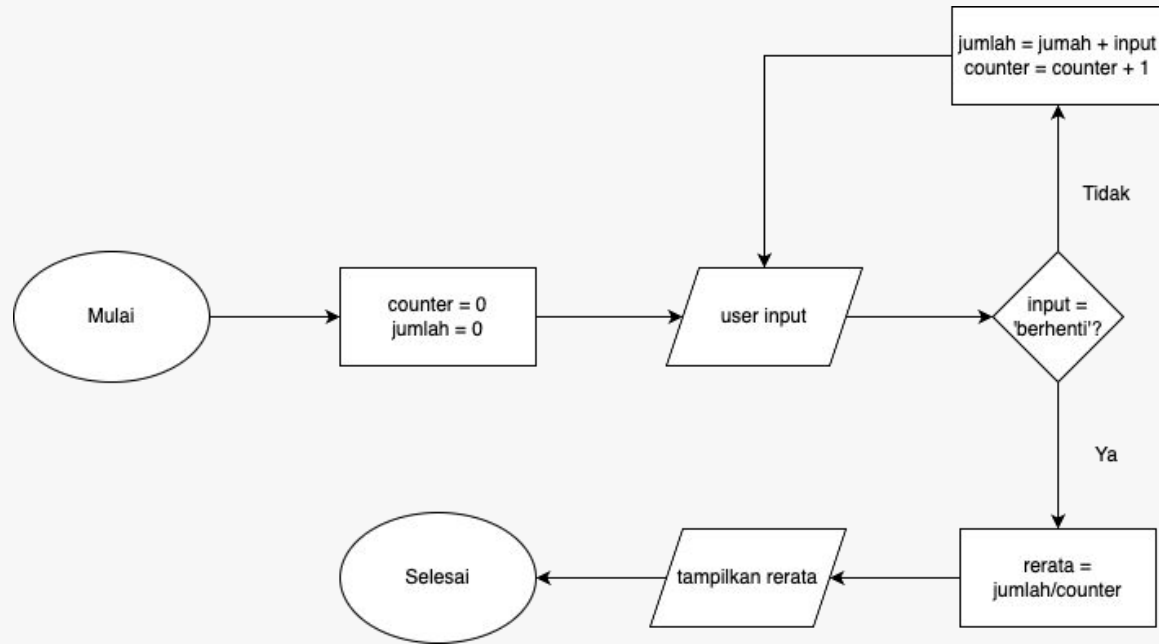 Mulai
counter = 0
jumlah = 0
user input
input =
'berhenti'?
Tidak
jumlah = jumah + input
counter = counter + 1
Ya
rerata =
jumlah/counter
tampilkan rerata
Selesai